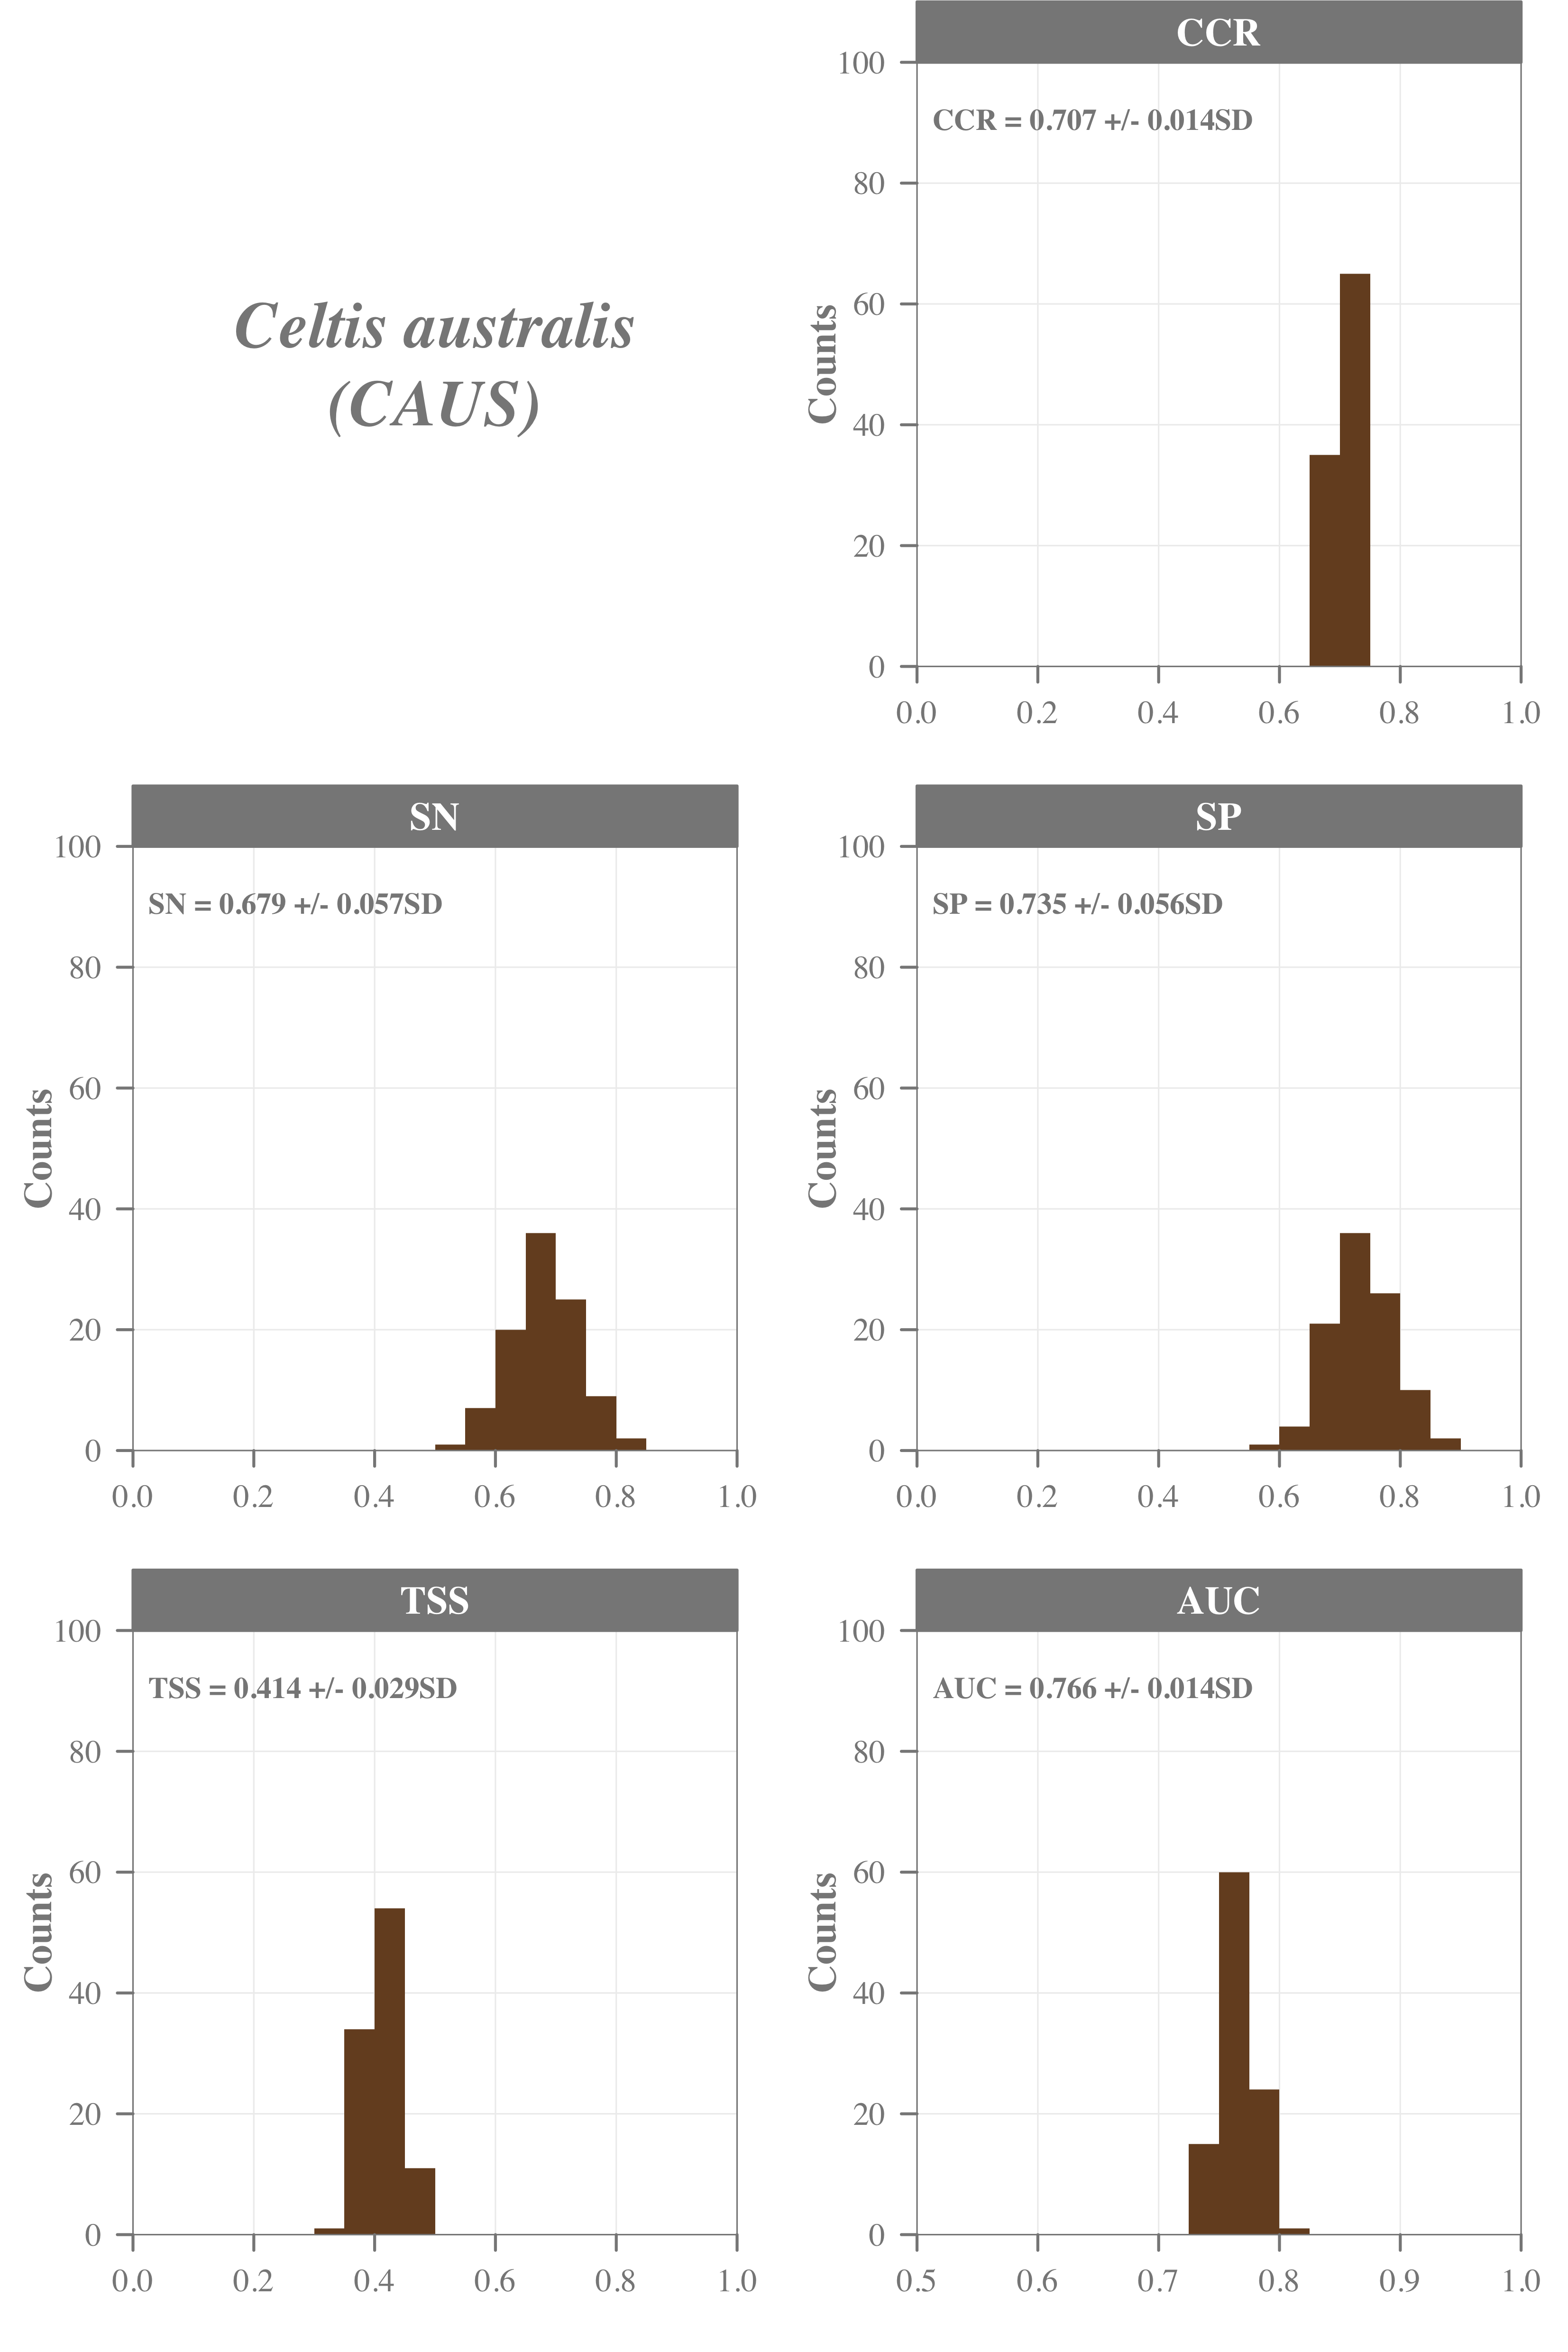 CCR
100
CCR = 0.707 +/- 0.014SD
80
60
40
20
0
Counts
0.0 0.2 0.4 0.6 0.8 1.0
Celtis australis
(CAUS)
SN
100
SN = 0.679 +/- 0.057SD
80
60
40
20
0
Counts
0.0 0.2 0.4 0.6 0.8 1.0
SP
100
SP = 0.735 +/- 0.056SD
80
60
40
20
0
Counts
0.0 0.2 0.4 0.6 0.8 1.0
TSS
100
TSS = 0.414 +/- 0.029SD
80
60
40
20
0
Counts
0.0 0.2 0.4 0.6 0.8 1.0
AUC
100
AUC = 0.766 +/- 0.014SD
80
60
40
20
0
Counts
0.5 0.6 0.7 0.8 0.9 1.0